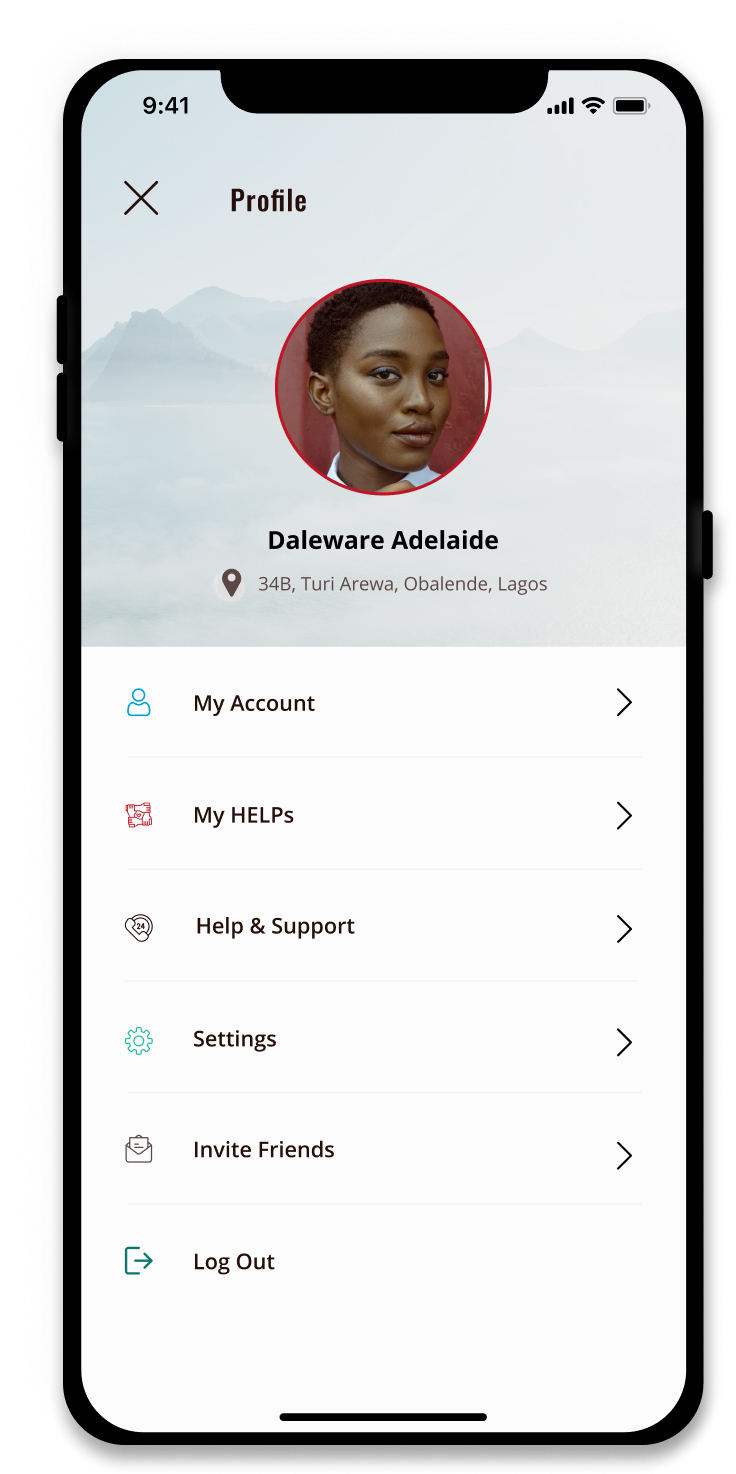 9:41
Profile
Daleware Adelaide
34B, Turi Arewa, Obalende, Lagos
My Account
My HELPs
24
Help & Support
Settings
Invite Friends
Log Out